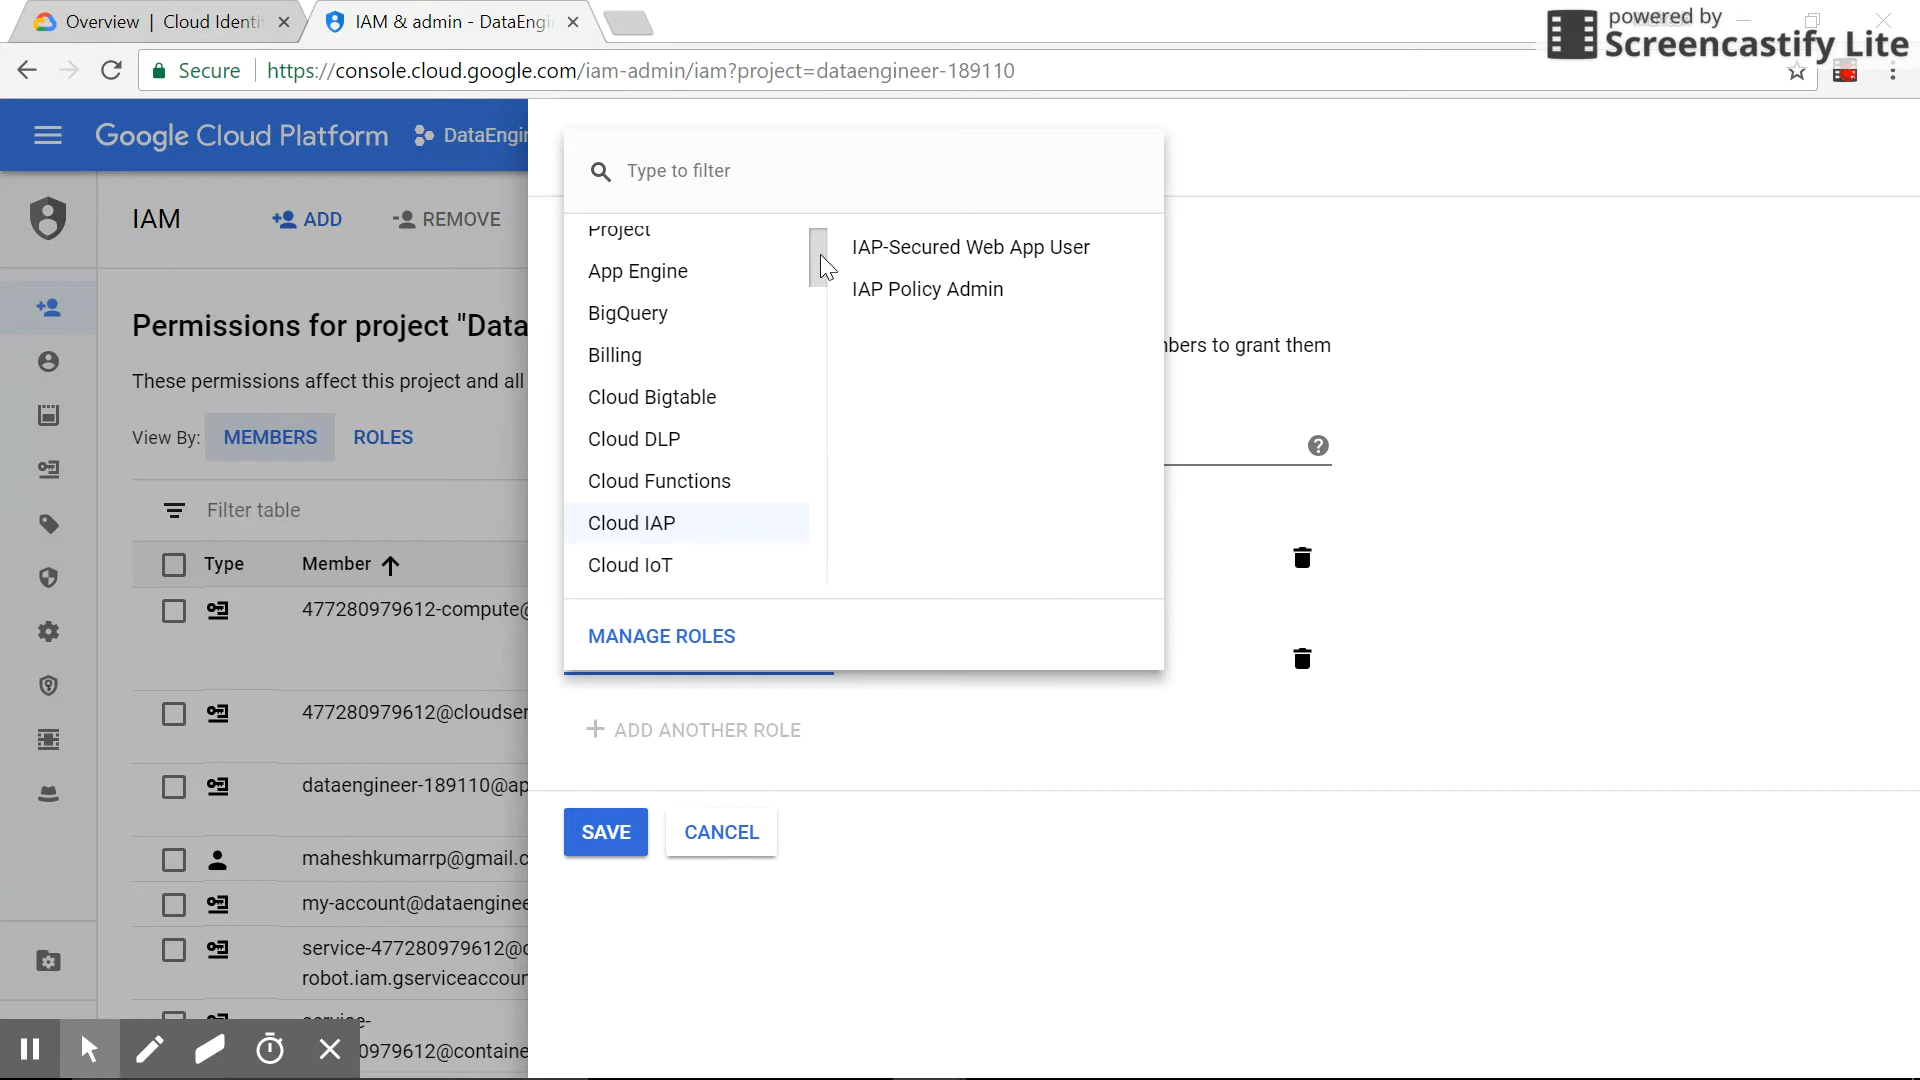 Overview | Cloud Identi
IAM & admin - DataEngi
powered by
Screencastify Lite
Secure
https://console.cloud.google.com/iam-admin/iam?project=dataengineer-189110
Google Cloud Platform
DataEngin
Type to filter
IAM
ADD
REMOVE
Project
App Engine
BigQuery
Billing
Cloud Bigtable
Cloud DLP
Cloud Functions
Cloud IAP
Cloud IoT
IAP-Secured Web App User
IAP Policy Admin
MANAGE ROLES
Permissions for project "Data
These permissions affect this project and all
nbers to grant them
View By:
MEMBERS
ROLES
Filter table
Type
Member
477280979612-compute@
477280979612@cloudser
dataengineer-189110@ap
maheshkumarrp@gmail.c
my-account@dataenginee
service-477280979612@c
robot.iam.gserviceaccoun
service-
0979612@containe
ADD ANOTHER ROLE
SAVE
CANCEL